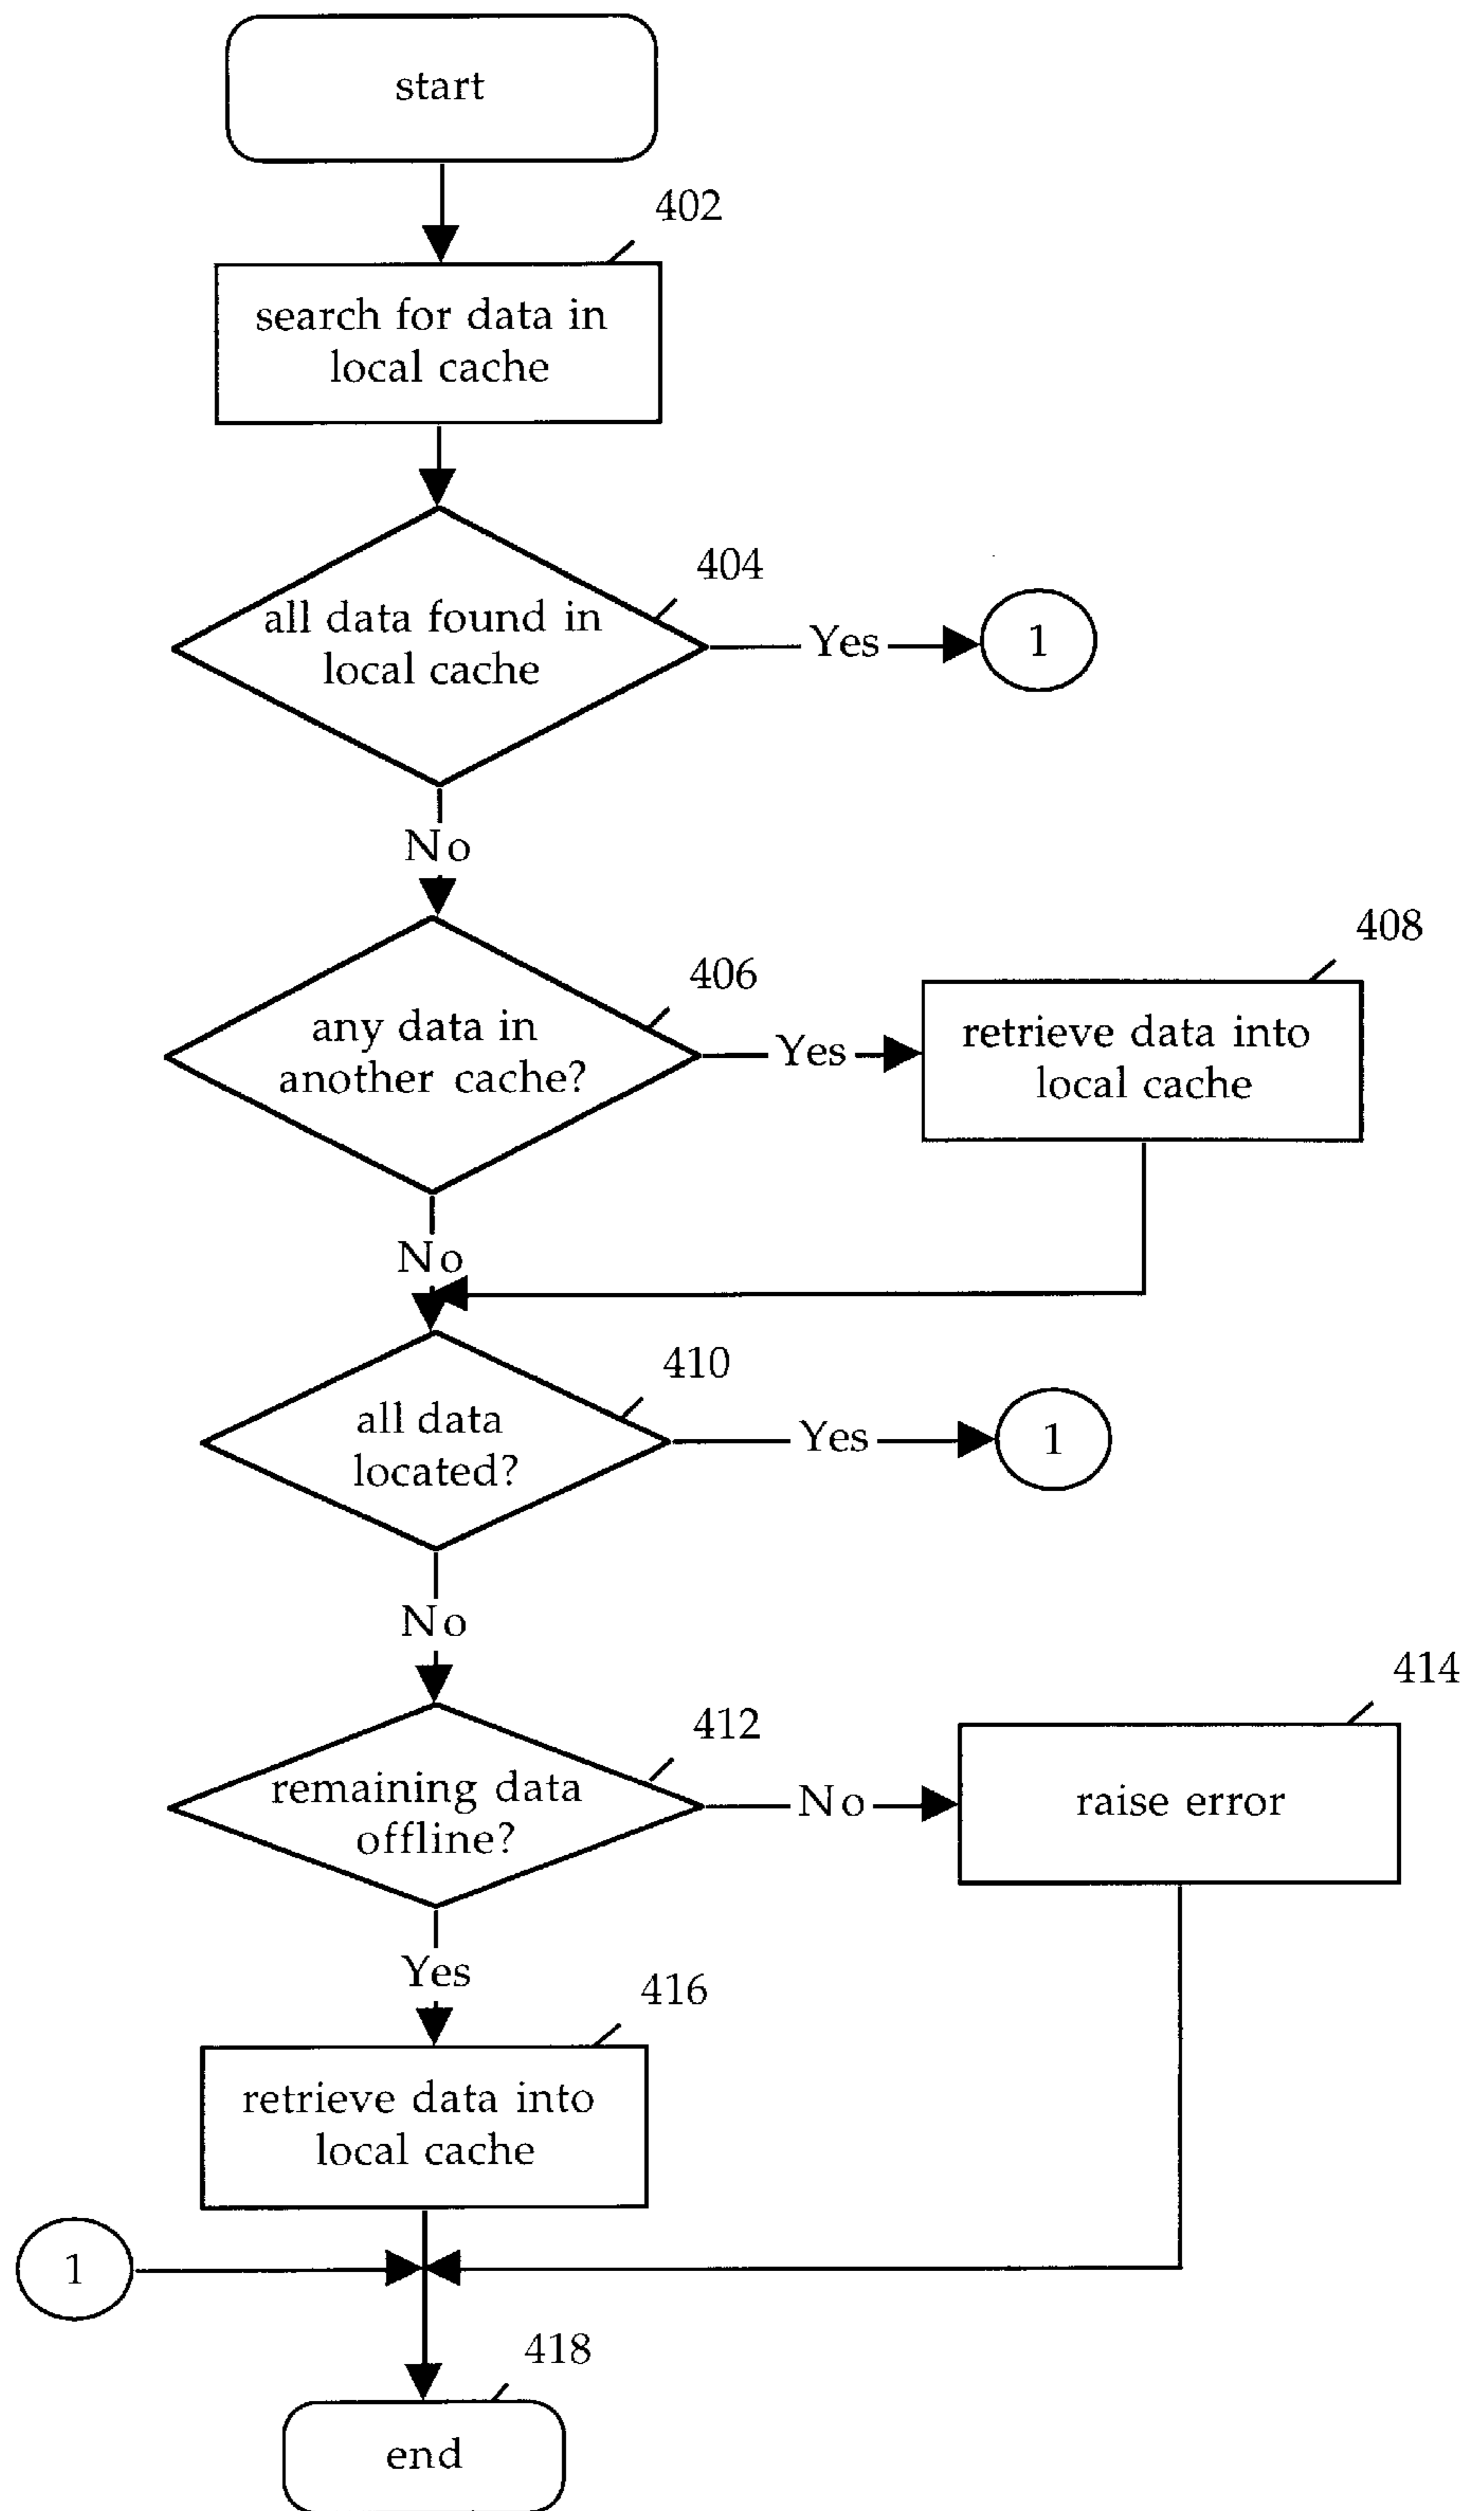 start
402
search for data in
local cache
404
all data found in
local cache
Yes
1
No
408
406
any data in
another cache?
Yes
retrieve data into
local cache
No
410
all data
located?
Yes
1
No
414
412
remaining data
offline?
No
raise error
Yes
416
retrieve data into
local cache
1
418
end